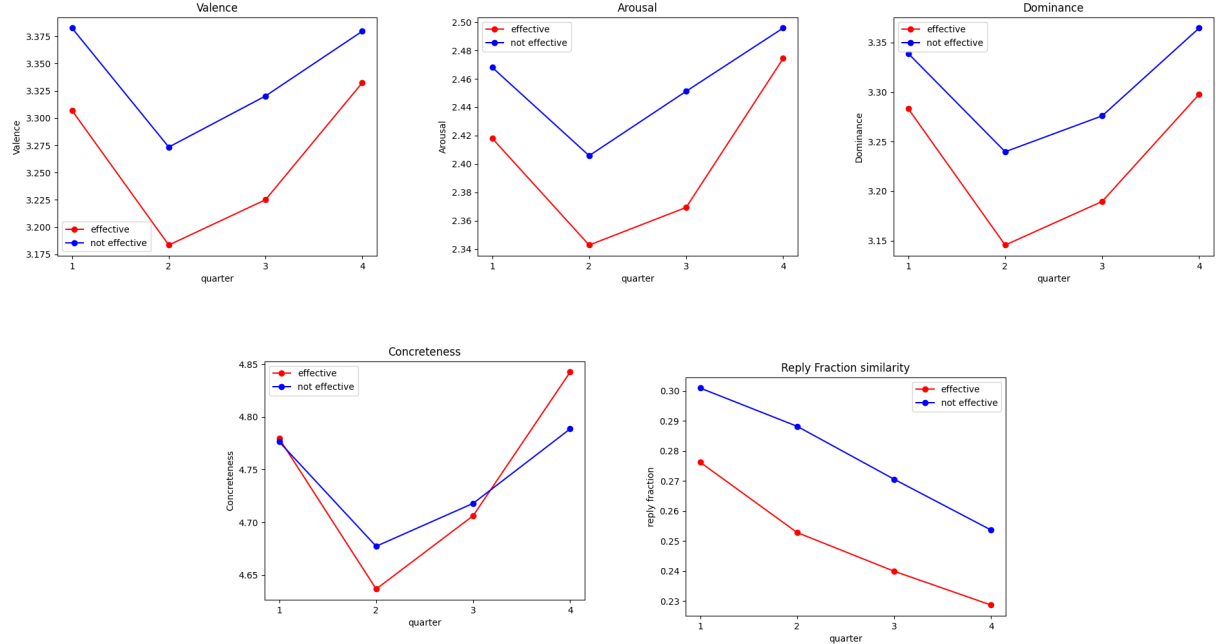 Valence
3.375
3.350
3.325
3.300
3.275
3.250
3.225
3.200
3.175
Valence
effective
not effective
1 2 3 4
quarter
Arousal
2.50
2.48
2.46
2.44
2.42
2.40
2.38
2.36
2.34
Arousal
effective
not effective
1 2 3 4
quarter
Dominance
3.35
3.30
3.25
3.20
3.15
Dominance
effective
not effective
1 2 3 4
quarter
Concreteness
4.85
4.80
4.75
4.70
4.65
Concreteness
effective
not effective
1 2 3 4
quarter
Reply Fraction similarity
0.30
0.29
0.28
0.27
0.26
0.25
0.24
0.23
reply fraction
effective
not effective
1 2 3 4
quarter